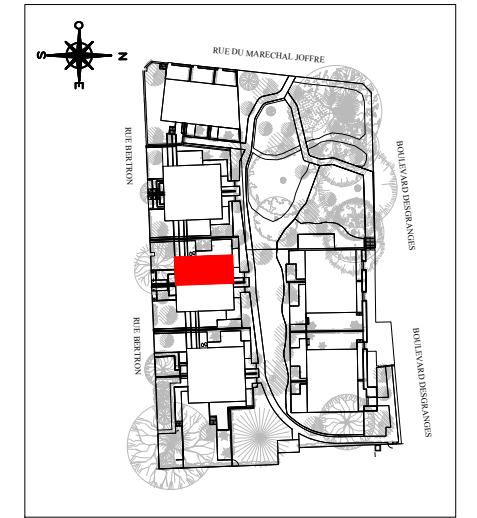 O
S
N
E
RUE DU MARECHAL JOFFRE
RUE BERTRON
BOULEVARD DESGRANGES
RUE BERTRON
BOULEVARD DESGRANGES